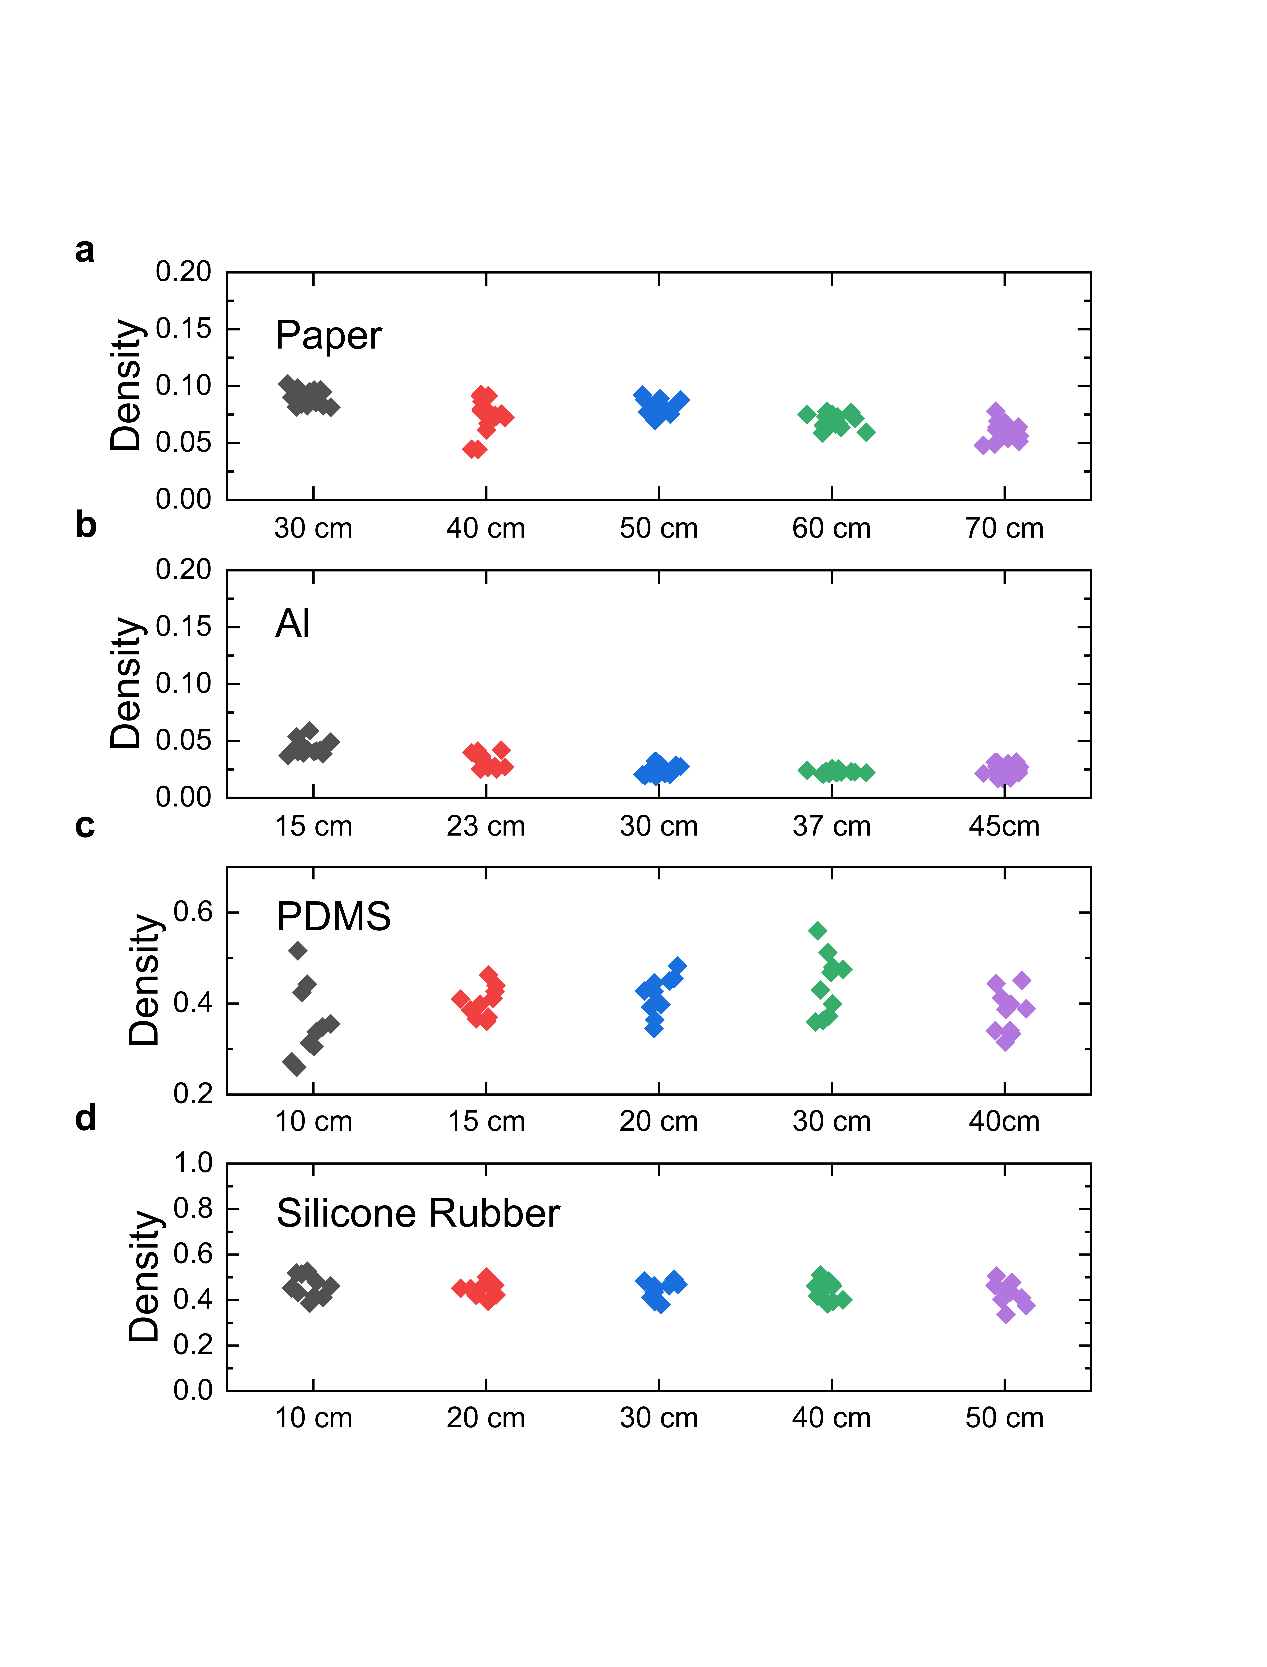 a
0.20
0.15
0.10
0.05
0.00
Density
Paper
30 cm 40 cm 50 cm 60 cm 70 cm
b
0.20
0.15
0.10
0.05
0.00
Density
Al
15 cm 23 cm 30 cm 37 cm 45cm
c
0.6
0.4
0.2
Density
PDMS
10 cm 15 cm 20 cm 30 cm 40cm
d
1.0
0.8
0.6
0.4
0.2
0.0
Density
Silicone Rubber
10 cm 20 cm 30 cm 40 cm 50 cm